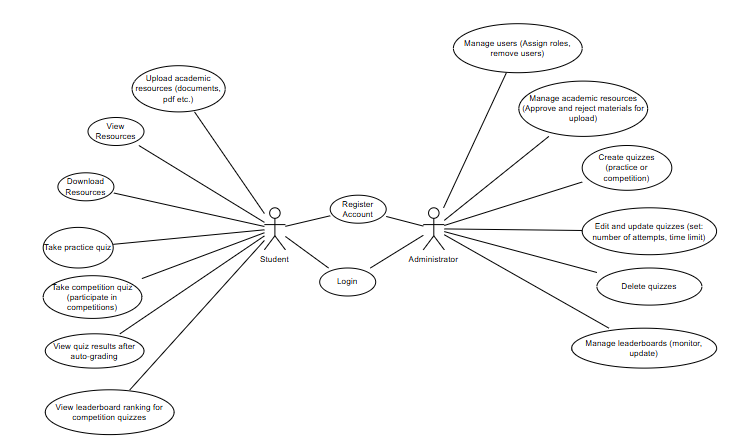 Manage users (Assign roles,
remove users)
Upload academic
resources (documents,
pdf etc.)
Manage academic resources
(Approve and reject materials for
upload)
View
Resources
Create quizzes
(practice or
competition)
Download
Resources
Register
Account
Edit and update quizzes (set;
number of attempts, time limit)
Take practice quiz
Student
Administrator
Login
Take competition quiz
(participate in
competitions)
Delete quizzes
View quiz results after
auto-grading
Manage leaderboards (monitor,
update)
View leaderboard ranking for
competition quizzes